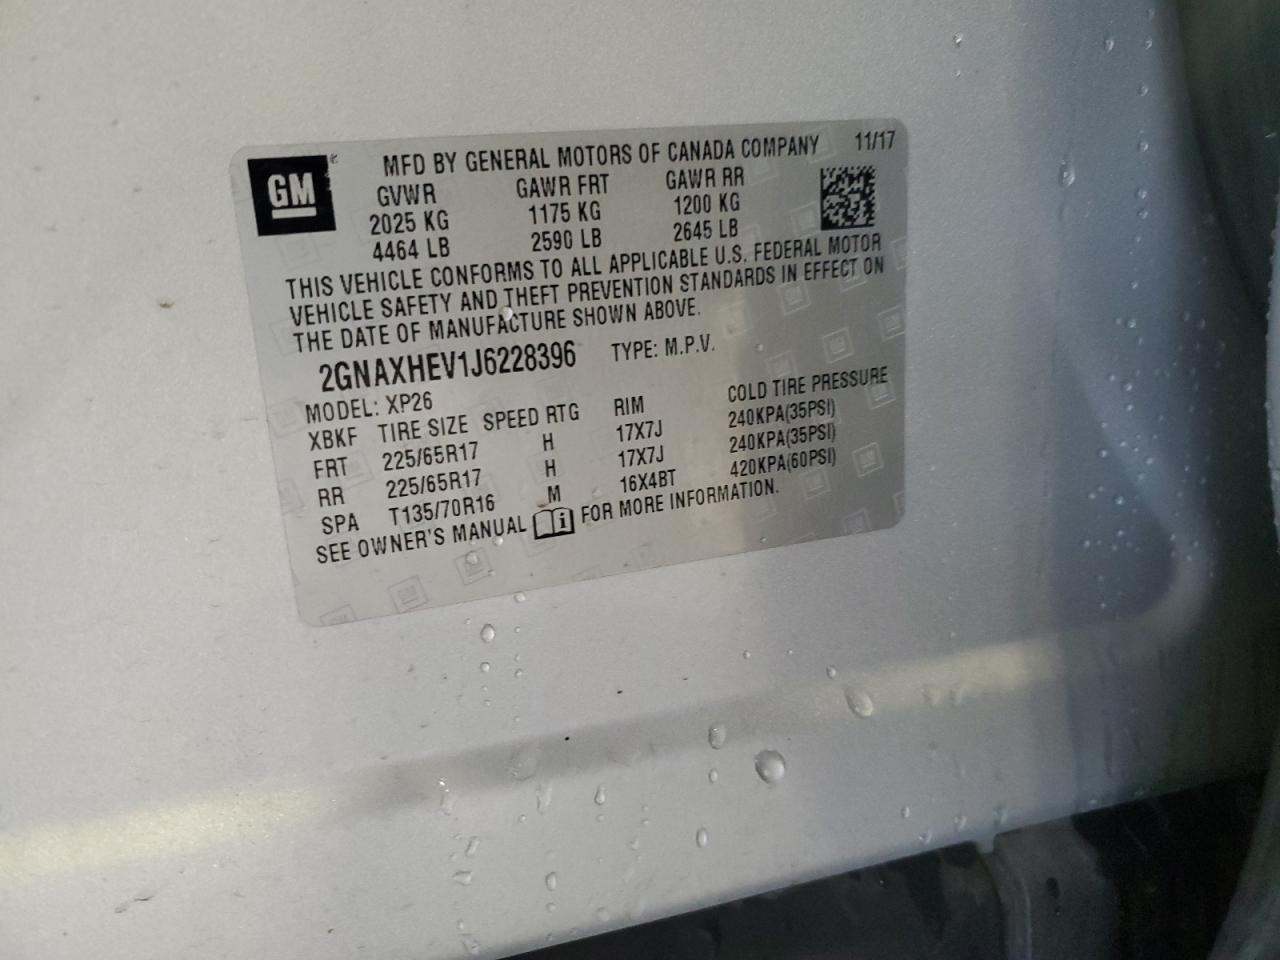 GM
MFD BY GENERAL MOTORS OF CANADA COMPANY 11/17
GVWR GAWR FRT GAWR RR
2025 KG 1175 KG 1200 KG
4464 LB 2590 LB 2645 LB
THIS VEHICLE CONFORMS TO ALL APPLICABLE U.S. FEDERAL MOTOR
VEHICLE SAFETY AND THEFT PREVENTION STANDARDS IN EFFECT ON
THE DATE OF MANUFACTURE SHOWN ABOVE.
2GNAXHEV1J6228396 TYPE: M.P.V.
MODEL: XP26
XBKF TIRE SIZE SPEED RTG RIM COLD TIRE PRESSURE
FRT 225/65R17 H 17X7J 240KPA(35PSI)
RR 225/65R17 H 17X7J 240KPA(35PSI)
SPA T135/70R16 M 16X4BT 420KPA(60PSI)
SEE OWNER'S MANUAL i FOR MORE INFORMATION.